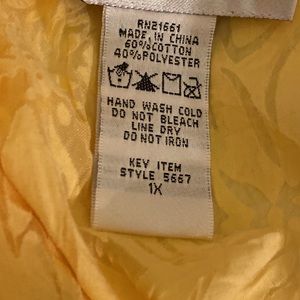 RN21661
MADE IN CHINA
60%COTTON
40%POLYESTER
HAND WASH COLD
DO NOT BLEACH
LINE DRY
DO NOT IRON
KEY ITEM
STYLE 5667
1X